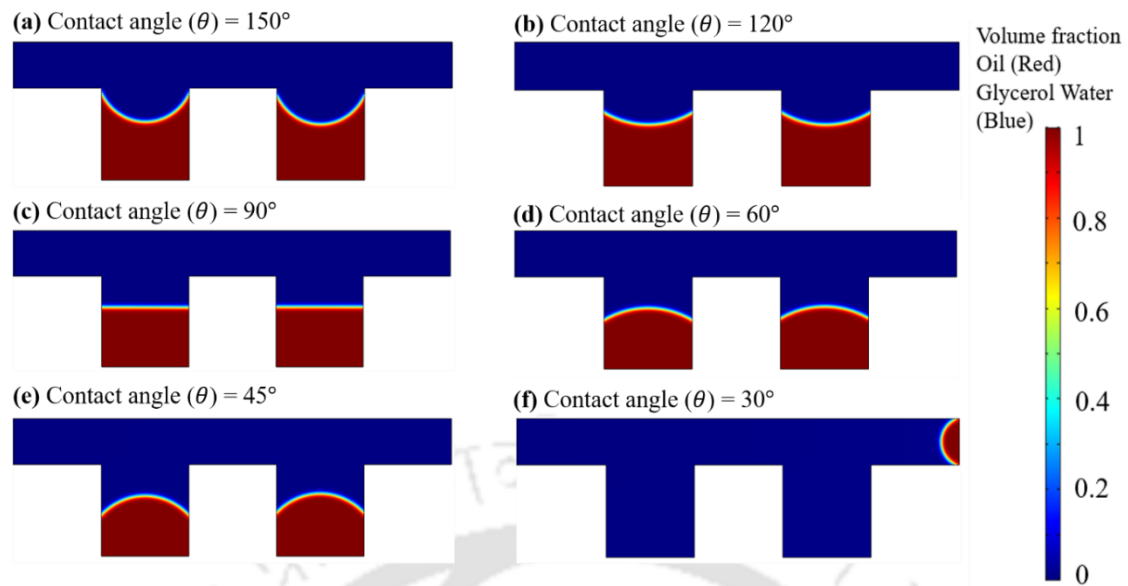 (a) Contact angle (θ) = 150°
(b) Contact angle (θ) = 120°
Volume fraction
Oil (Red)
Glycerol Water
(Blue)
1
0.8
0.6
0.4
0.2
0
(c) Contact angle (θ) = 90°
(d) Contact angle (θ) = 60°
(e) Contact angle (θ) = 45°
(f) Contact angle (θ) = 30°